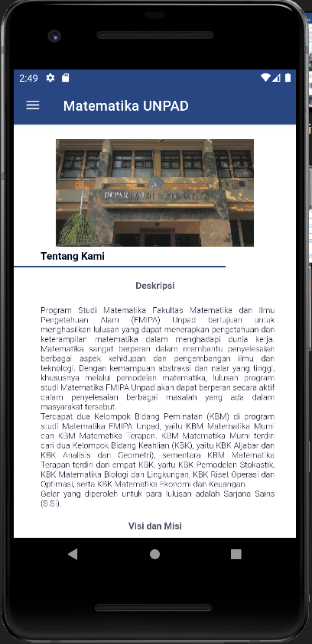 2:49
Matematika UNPAD
Tentang Kami
Deskripsi
Program Studi Matematika Fakultas Matematika dan Ilmu
Pengetahuan Alam (FMIPA) Unpad bertujuan untuk
menghasilkan lulusan yang dapat menerapkan pengetahuan dan
keterampilan matematika dalam menghadapi dunia kerja.
Matematika sangat berperan dalam membantu penyelesaian
berbagai aspek kehidupan dan pengembangan ilmu dan
teknologi. Dengan kemampuan abstraksi dan nalar yang tinggi,
khususnya melalui pemodelan matematika, lulusan program
studi Matematika FMIPA Unpad akan dapat berperan secara aktif
dalam penyelesaian berbagai masalah yang ada dalam
masyarakat tersebut.
Tercapat dua Kelompok Bidang Peminatan (KBM) di program
studi Matematika FMIPA Unpad, yaitu KBM Matematika Murni
dan KBM Matematika Terapan. KBM Matematika Murni terdiri
dari dua Kelompok Bidang Keahlian (KBK), yaitu KBK Aljabar dan
KBK Analisis dan Geometri), sementara KBM Matematika
Terapan terdiri dari empat KBK, yaitu KBK Pemodelan Stokastik,
KBK Matematika Biologi dan Lingkungan, KBK Riset Operasi dan
Optimasi, serta KBK Matematika Ekonomi dan Keuangan.
Gelar yang diperoleh untuk para lulusan adalah Sarjana Sains
(S.Si).
Visi dan Misi